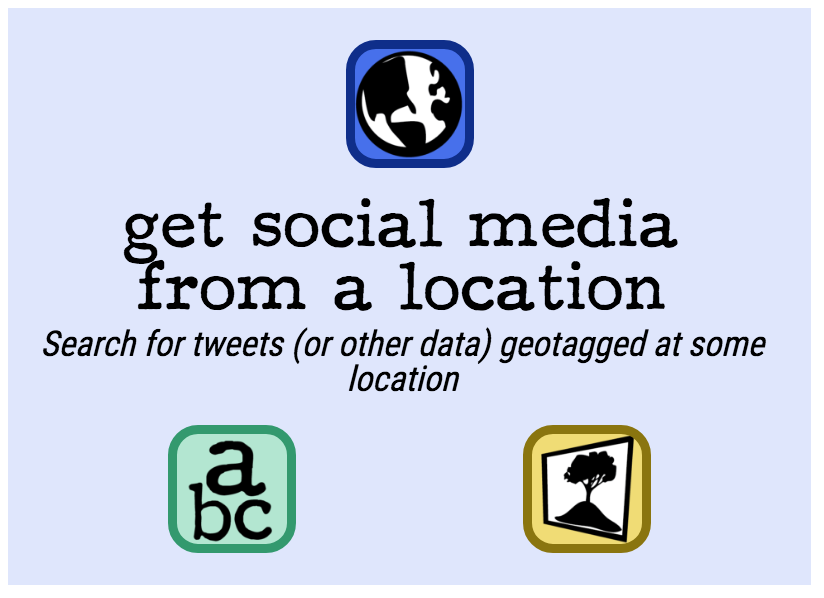 get social media
from a location
Search for tweets (or other data) geotagged at some
location
a
bc